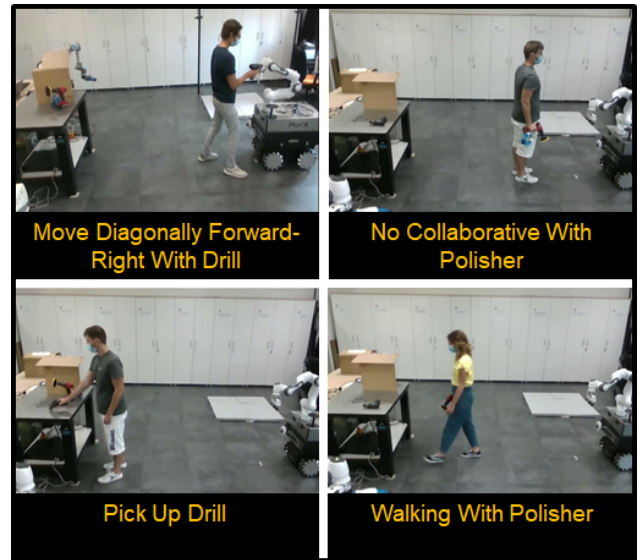 Move Diagonally Forward-
Right With Drill
No Collaborative With
Polisher
Pick Up Drill
Walking With Polisher